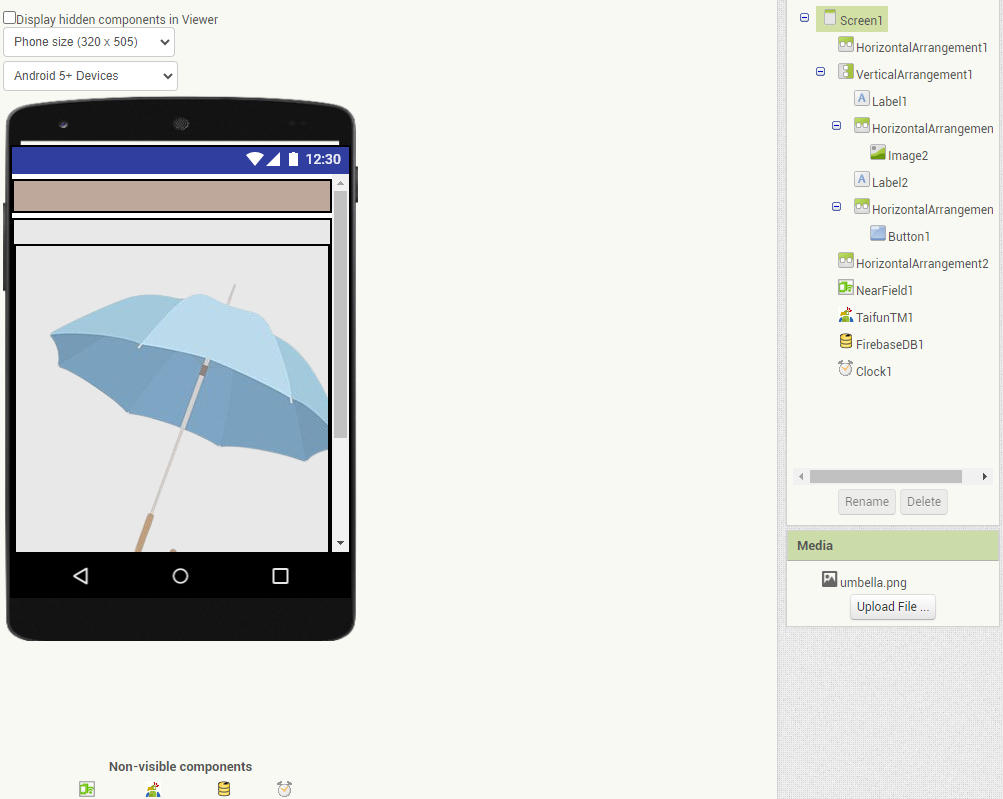 Display hidden components in Viewer
Phone size (320 x 505)
Android 5+ Devices
12:30
Non-visible components
Screen1
HorizontalArrangement1
VerticalArrangement1
Label1
HorizontalArrangemen
Image2
Label2
HorizontalArrangemen
Button1
HorizontalArrangement2
NearField1
TaifunTM1
FirebaseDB1
Clock1
Rename Delete
Media
umbella.png
Upload File ...